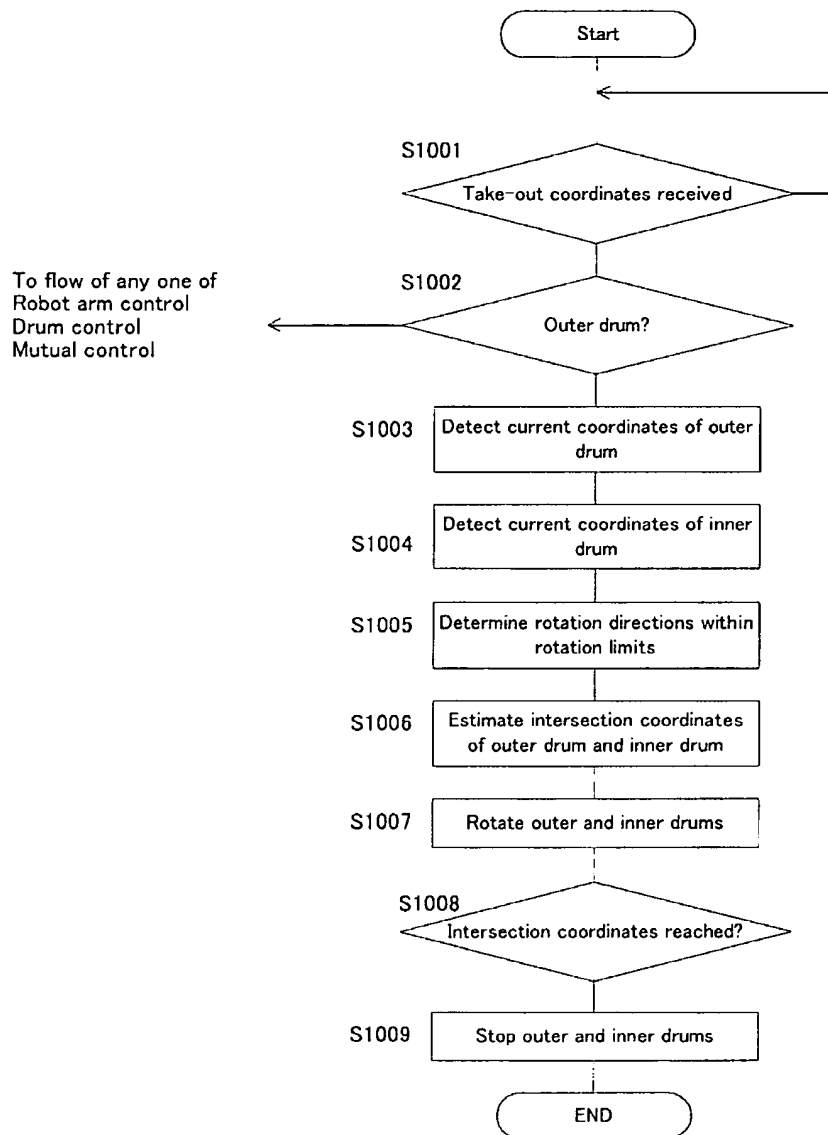 Start
S1001
Take-out coordinates received
S1002
Outer drum?
To flow of any one of
Robot arm control
Drum control
Mutual control
S1003
Detect current coordinates of outer
drum
S1004
Detect current coordinates of inner
drum
S1005
Determine rotation directions within
rotation limits
S1006
Estimate intersection coordinates
of outer drum and inner drum
S1007
Rotate outer and inner drums
S1008
Intersection coordinates reached?
S1009
Stop outer and inner drums
END